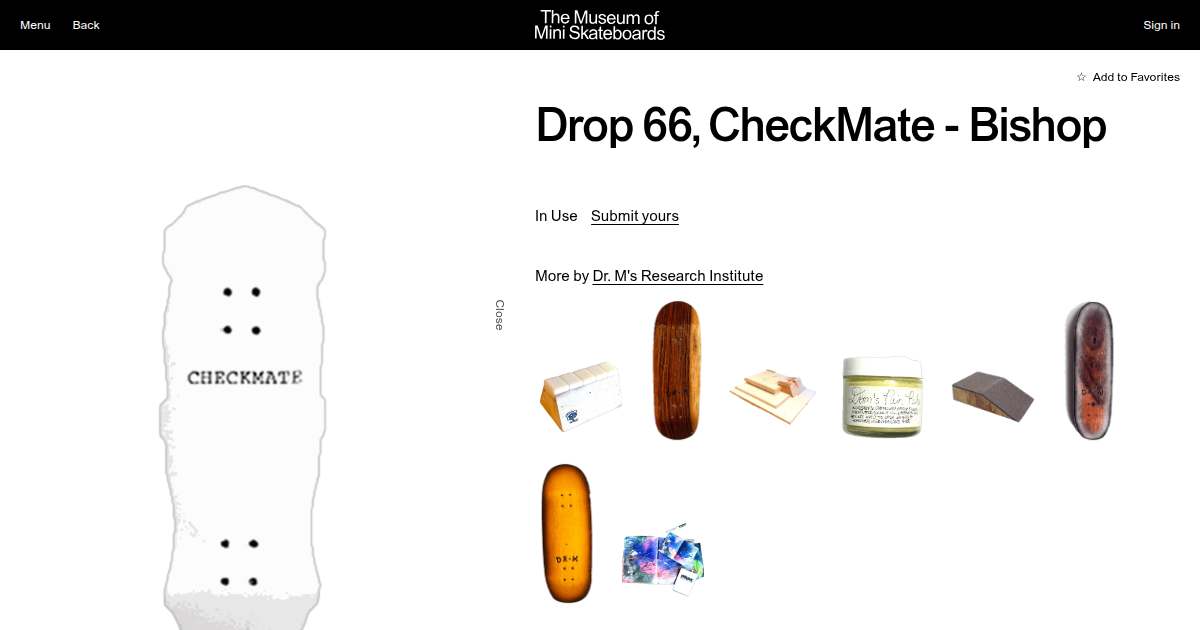 Menu
Back
The Museum of
Mini Skateboards
Sign in
☆ Add to Favorites
Drop 66, CheckMate - Bishop
In Use
Submit yours
More by Dr. M's Research Institute
Close
CHECKMATE
DR·M